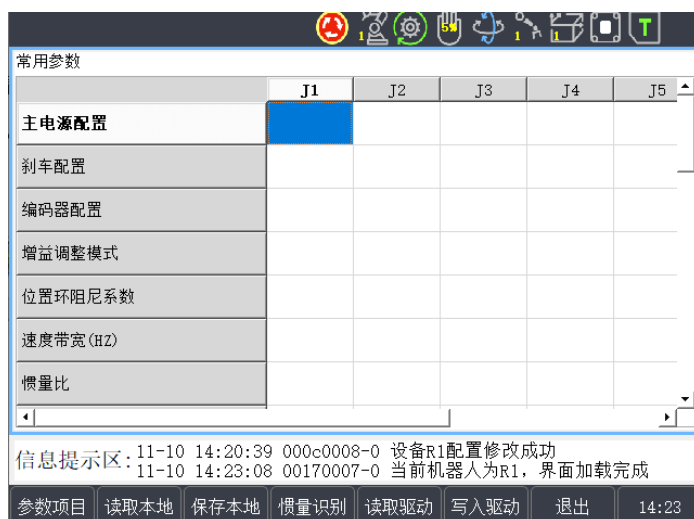 1 5% 1 1 T
常用参数
J1 J2 J3 J4 J5
主电源配置
刹车配置
编码器配置
增益调整模式
位置环阻尼系数
速度带宽(HZ)
惯量比
信息提示区: 11-10 14:20:39 000c0008-0 设备R1配置修改成功
11-10 14:23:08 00170007-0 当前机器人为R1，界面加载完成
参数项目 读取本地 保存本地 惯量识别 读取驱动 写入驱动 退出 14:23